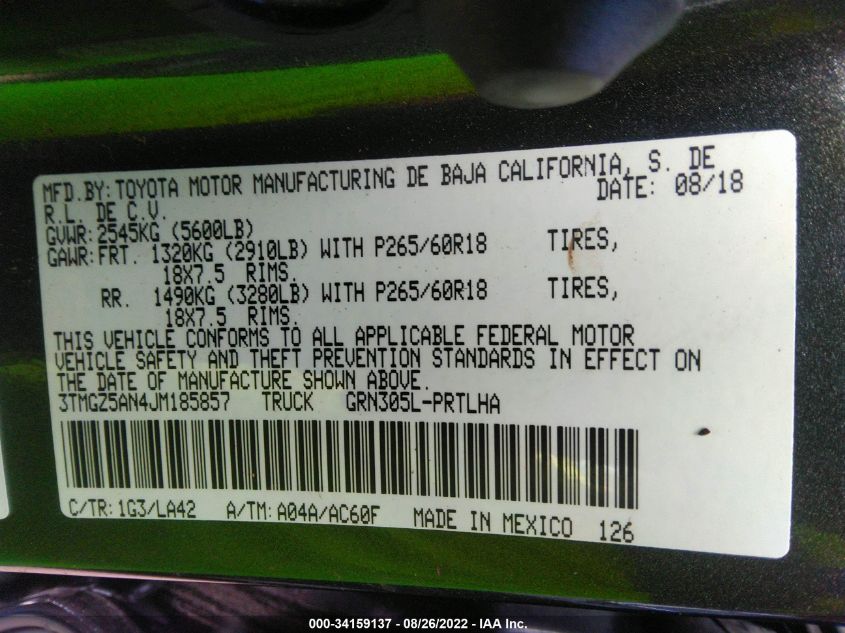 MFD.BY: TOYOTA MOTOR MANUFACTURING DE BAJA CALIFORNIA, S. DE
R.L. DE C.V. DATE: 08/18
GVWR: 2545KG (5600LB)
GAWR: FRT. 1320KG (2910LB) WITH P265/60R18 TIRES,
18X7.5 RIMS.
RR. 1490KG (3280LB) WITH P265/60R18 TIRES,
18X7.5 RIMS.
THIS VEHICLE CONFORMS TO ALL APPLICABLE FEDERAL MOTOR
VEHICLE SAFETY AND THEFT PREVENTION STANDARDS IN EFFECT ON
THE DATE OF MANUFACTURE SHOWN ABOVE.
3TMGZ5AN4JM185857 TRUCK GRN305L-PRTLHA
C/TR: 1G3/LA42 A/TM: A04A/AC60F MADE IN MEXICO 126
000-34159137 - 08/26/2022 - IAA Inc.